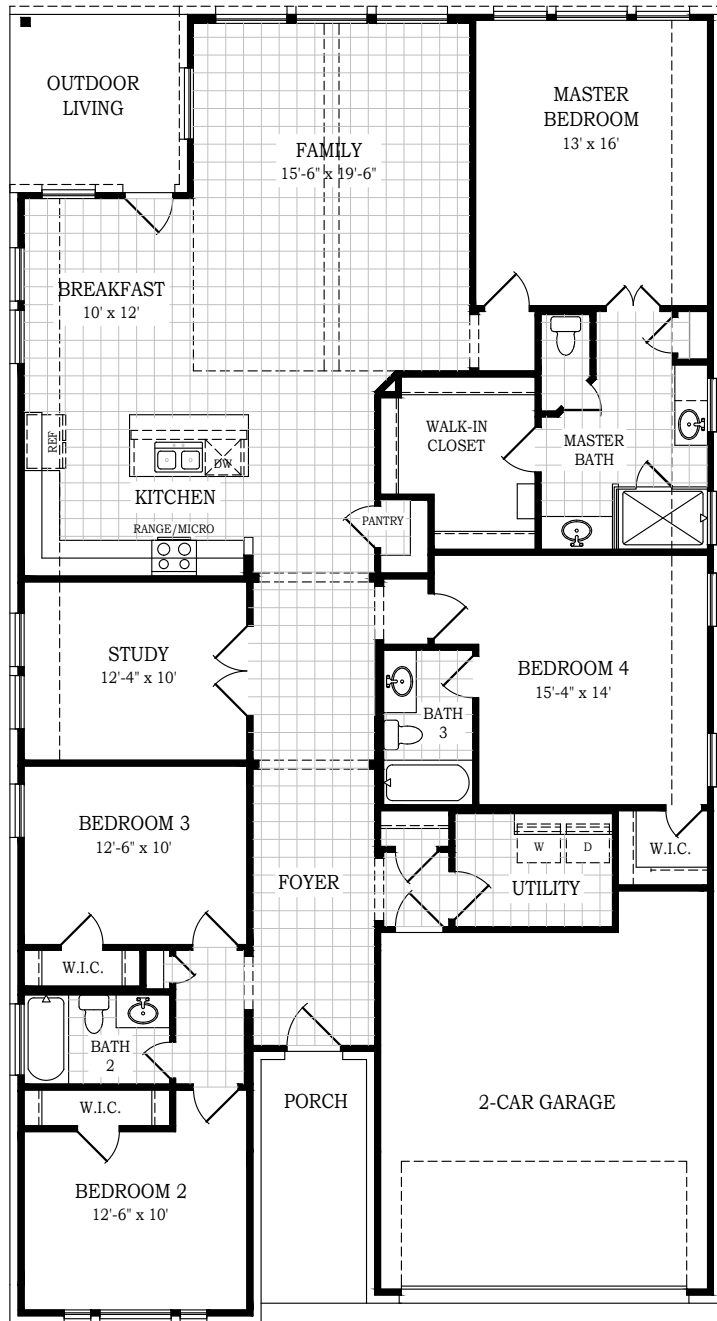 OUTDOOR
LIVING
FAMILY
15'-6" x 19'-6"
MASTER
BEDROOM
13' x 16'
BREAKFAST
10' x 12'
REF
DW
KITCHEN
RANGE/MICRO
WALK-IN
CLOSET
MASTER
BATH
PANTRY
STUDY
12'-4" x 10'
BEDROOM 4
15'-4" x 14'
BATH
3
BEDROOM 3
12'-6" x 10'
FOYER
W
D
UTILITY
W.I.C.
W.I.C.
BATH
2
W.I.C.
PORCH
2-CAR GARAGE
BEDROOM 2
12'-6" x 10'